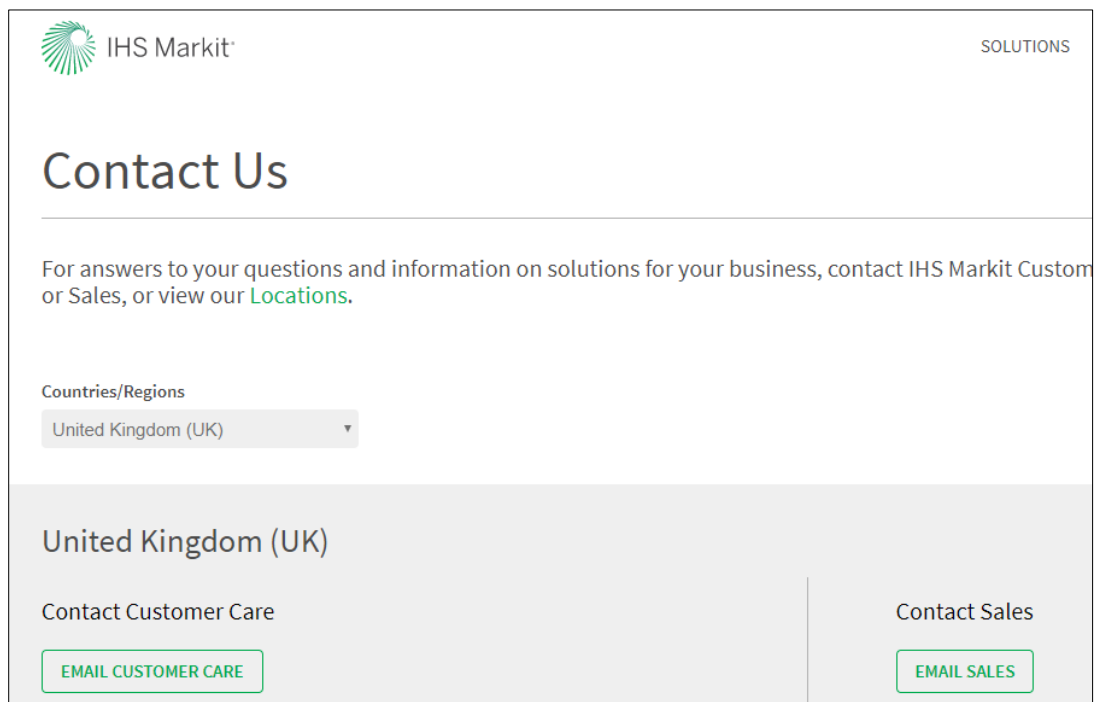 IHS Markit®
SOLUTIONS
Contact Us
For answers to your questions and information on solutions for your business, contact IHS Markit Custom
or Sales, or view our Locations.
Countries/Regions
United Kingdom (UK)
United Kingdom (UK)
Contact Customer Care
Contact Sales
EMAIL CUSTOMER CARE
EMAIL SALES